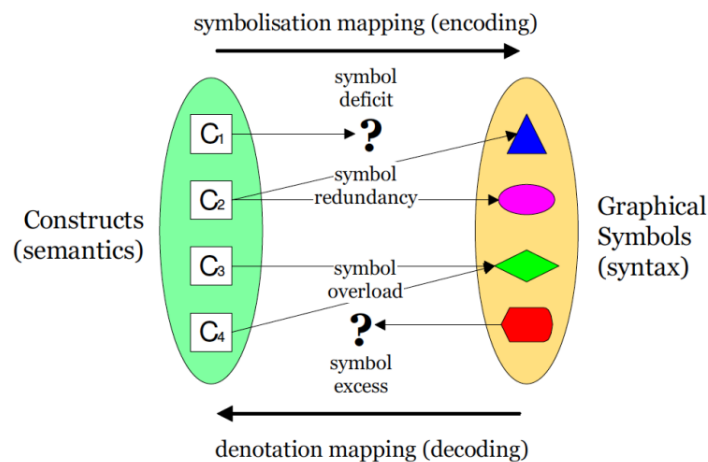 symbolisation mapping (encoding)
symbol
deficit
?
C1
symbol
redundancy
C2
Constructs
(semantics)
Graphical
Symbols
(syntax)
C3
symbol
overload
C4
?
symbol
excess
denotation mapping (decoding)